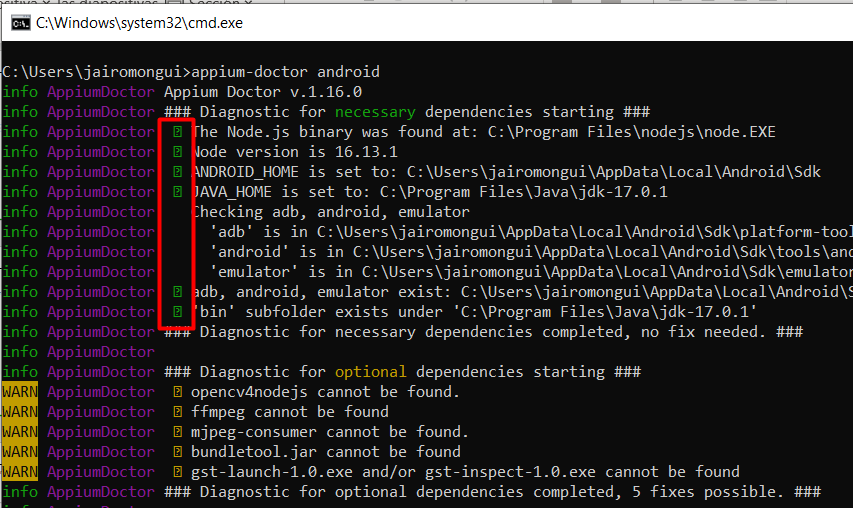 C:\Windows\system32\cmd.exe
C:\Users\jairomongui>appium-doctor android
info AppiumDoctor Appium Doctor v.1.16.0
info AppiumDoctor ### Diagnostic for necessary dependencies starting ###
info AppiumDoctor The Node.js binary was found at: C:\Program Files\nodejs\node.EXE
info AppiumDoctor Node version is 16.13.1
info AppiumDoctor ANDROID_HOME is set to: C:\Users\jairomongui\AppData\Local\Android\Sdk
info AppiumDoctor JAVA_HOME is set to: C:\Program Files\Java\jdk-17.0.1
info AppiumDoctor Checking adb, android, emulator
info AppiumDoctor 'adb' is in C:\Users\jairomongui\AppData\Local\Android\Sdk\platform-tool
info AppiumDoctor 'android' is in C:\Users\jairomongui\AppData\Local\Android\Sdk\tools\and
info AppiumDoctor 'emulator' is in C:\Users\jairomongui\AppData\Local\Android\Sdk\emulator
info AppiumDoctor adb, android, emulator exist: C:\Users\jairomongui\AppData\Local\Android\S
info AppiumDoctor 'bin' subfolder exists under 'C:\Program Files\Java\jdk-17.0.1'
info AppiumDoctor ### Diagnostic for necessary dependencies completed, no fix needed. ###
info AppiumDoctor
info AppiumDoctor ### Diagnostic for optional dependencies starting ###
WARN AppiumDoctor opencv4nodejs cannot be found.
WARN AppiumDoctor ffmpeg cannot be found
WARN AppiumDoctor mjpeg-consumer cannot be found.
WARN AppiumDoctor bundletool.jar cannot be found
WARN AppiumDoctor gst-launch-1.0.exe and/or gst-inspect-1.0.exe cannot be found
info AppiumDoctor ### Diagnostic for optional dependencies completed, 5 fixes possible. ###